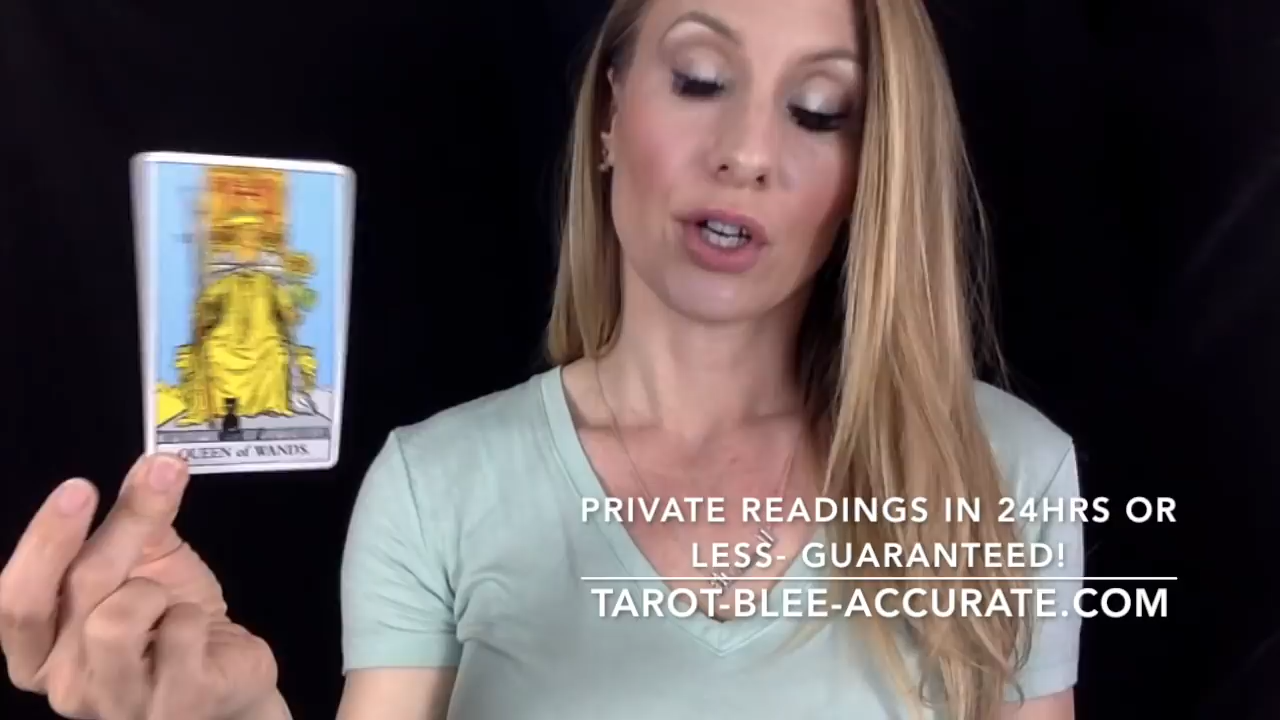 QUEEN of WANDS.
PRIVATE READINGS IN 24HRS OR
LESS- GUARANTEED!
TAROT-BLEE-ACCURATE.COM